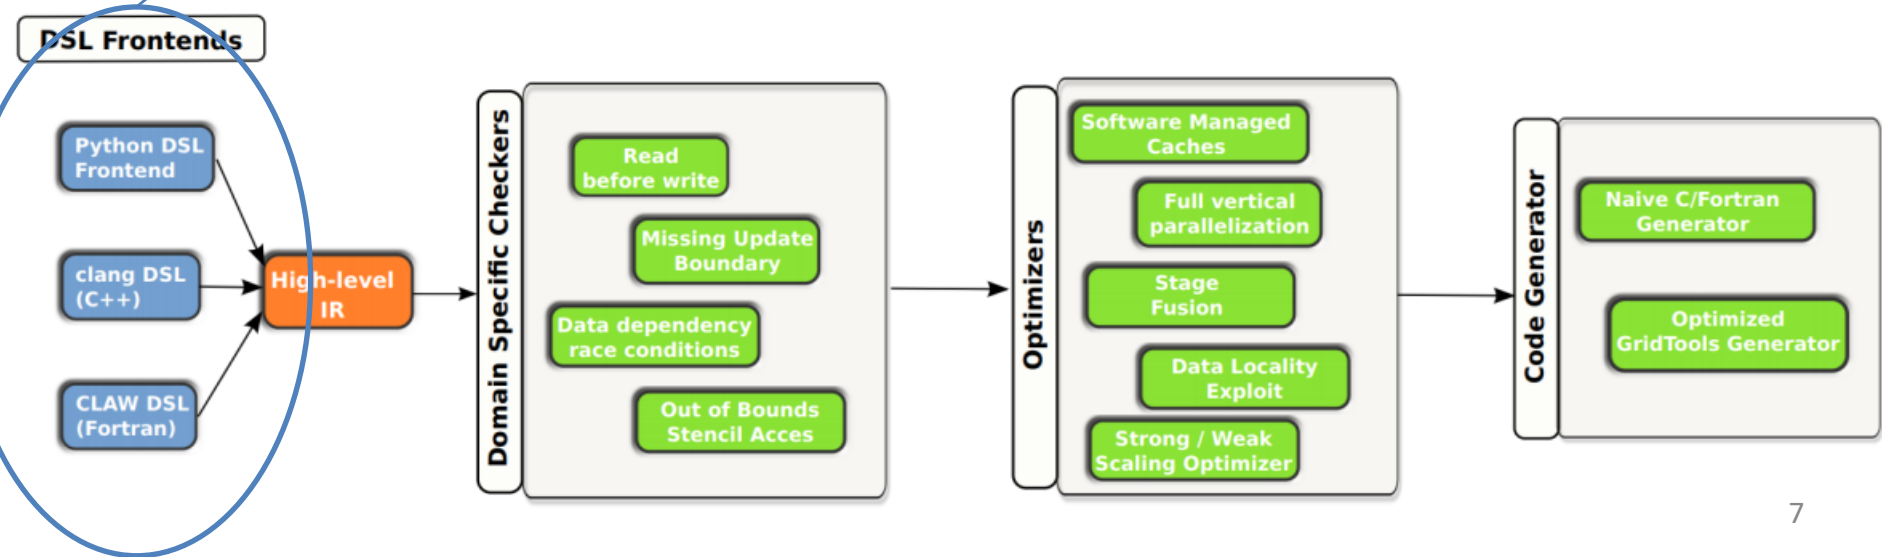 DSL Frontends
Python DSL
Frontend
clang DSL
(C++)
CLAW DSL
(Fortran)
High-level
IR
Domain Specific Checkers
Read
before write
Missing Update
Boundary
Data dependency
race conditions
Out of Bounds
Stencil Acces
Optimizers
Software Managed
Caches
Full vertical
parallelization
Stage
Fusion
Data Locality
Exploit
Strong / Weak
Scaling Optimizer
Code Generator
Naive C/Fortran
Generator
Optimized
GridTools Generator
7